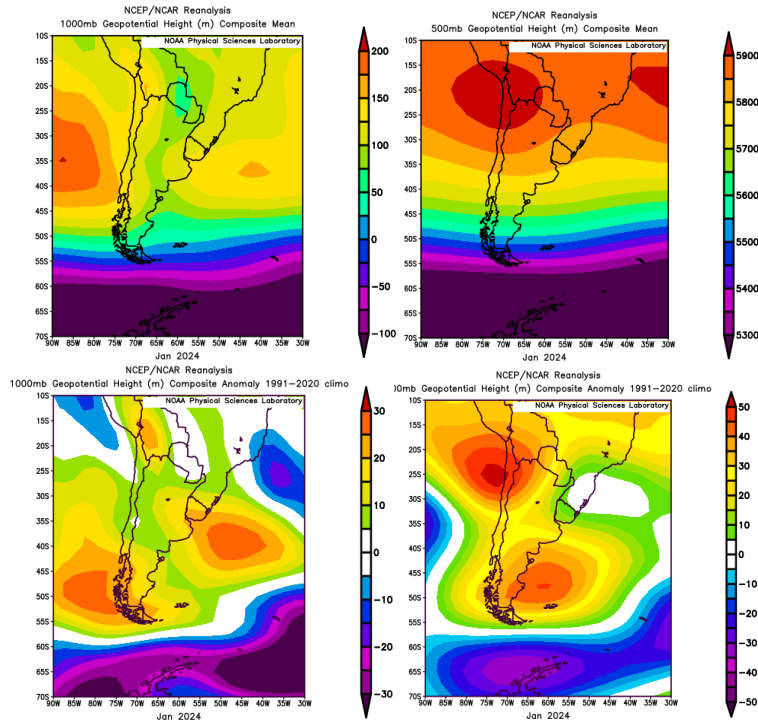 NCEP/NCAR Reanalysis
1000mb Geopotential Height (m) Composite Mean
NOAA Physical Sciences Laboratory
10S
15S
20S
25S
30S
35S
40S
45S
50S
55S
60S
65S
70S
90W 85W 80W 75W 70W 65W 60W 55W 50W 45W 40W 35W 30W
Jan 2024
200
150
100
50
0
−50
−100
NCEP/NCAR Reanalysis
500mb Geopotential Height (m) Composite Mean
NOAA Physical Sciences Laboratory
10S
15S
20S
25S
30S
35S
40S
45S
50S
55S
60S
65S
70S
90W 85W 80W 75W 70W 65W 60W 55W 50W 45W 40W 35W 30W
Jan 2024
5900
5800
5700
5600
5500
5400
5300
NCEP/NCAR Reanalysis
1000mb Geopotential Height (m) Composite Anomaly 1991−2020 climo
NOAA Physical Sciences Laboratory
10S
15S
20S
25S
30S
35S
40S
45S
50S
55S
60S
65S
70S
90W 85W 80W 75W 70W 65W 60W 55W 50W 45W 40W 35W 30W
Jan 2024
30
20
10
0
−10
−20
−30
NCEP/NCAR Reanalysis
00mb Geopotential Height (m) Composite Anomaly 1991−2020 climo
NOAA Physical Sciences Laboratory
10S
15S
20S
25S
30S
35S
40S
45S
50S
55S
60S
65S
70S
90W 85W 80W 75W 70W 65W 60W 55W 50W 45W 40W 35W 30W
Jan 2024
50
40
30
20
10
0
−10
−20
−30
−40
−50